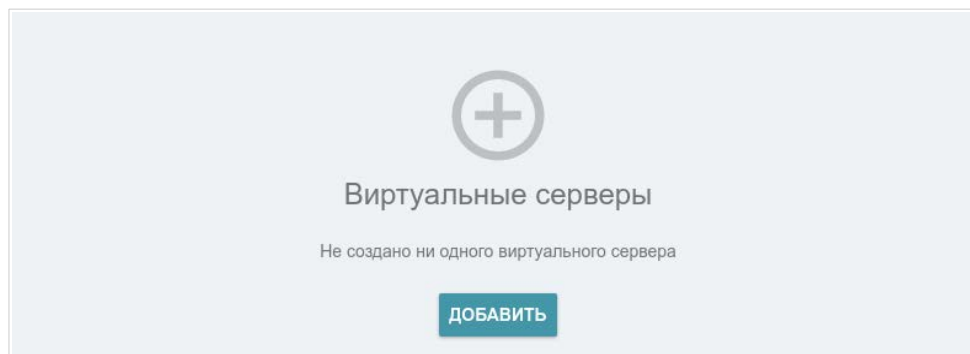 Виртуальные серверы
Не создано ни одного виртуального сервера
ДОБАВИТЬ